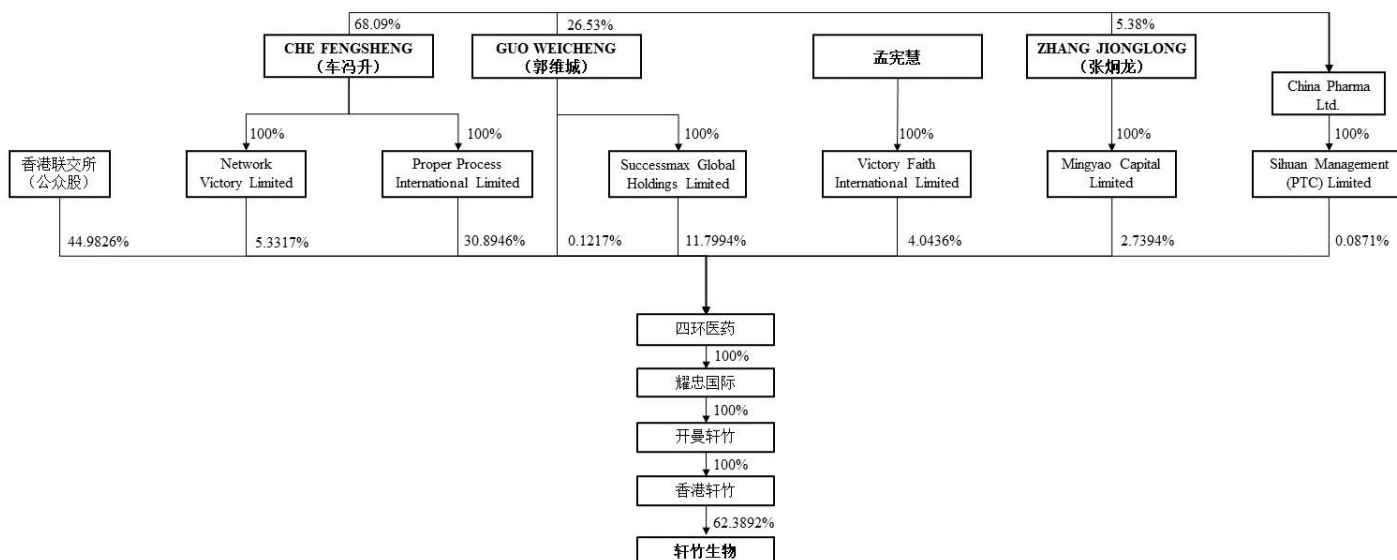 68.09%
26.53%
5.38%
CHE FENGSHENG
（车冯升）
GUO WEICHENG
（郭维城）
孟宪慧
ZHANG JIONGLONG
（张炯龙）
China Pharma
Ltd.
100%
100%
100%
100%
100%
100%
香港联交所
（公众股）
Network
Victory Limited
Proper Process
International Limited
Successmax Global
Holdings Limited
Victory Faith
International Limited
Mingyao Capital
Limited
Sihuan Management
(PTC) Limited
44.9826%
5.3317%
30.8946%
0.1217%
11.7994%
4.0436%
2.7394%
0.0871%
四环医药
100%
耀忠国际
100%
开曼轩竹
100%
香港轩竹
62.3892%
轩竹生物